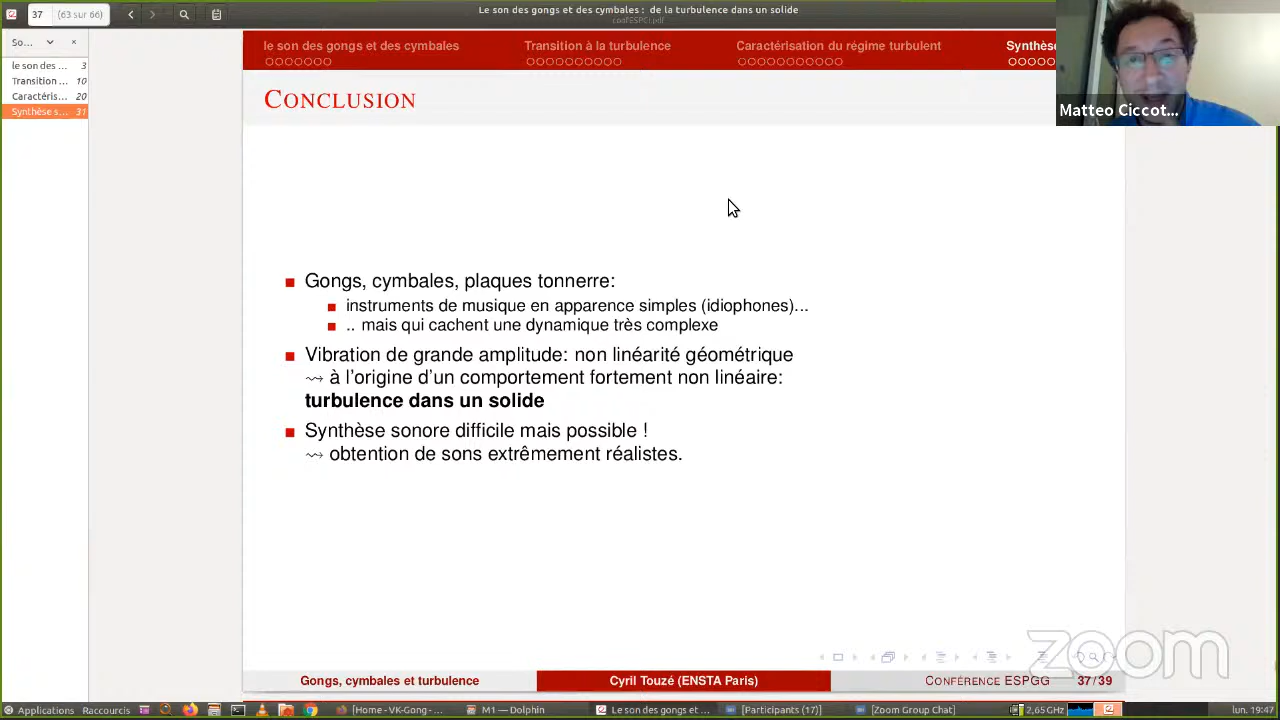 Le son des gongs et des cymbales : de la turbulence dans un solide
confESPCI.pdf
37 (63 sur 66)
So...
le son des ... 3
Transition ... 10
Caractéris... 20
Synthèse s... 31
le son des gongs et des cymbales
Transition à la turbulence
Caractérisation du régime turbulent
Synthèse
CONCLUSION
Matteo Ciccot...
Gongs, cymbales, plaques tonnerre:
instruments de musique en apparence simples (idiophones)...
.. mais qui cachent une dynamique très complexe
Vibration de grande amplitude: non linéarité géométrique
⇝ à l'origine d'un comportement fortement non linéaire:
turbulence dans un solide
Synthèse sonore difficile mais possible !
⇝ obtention de sons extrêmement réalistes.
zoom
Gongs, cymbales et turbulence
Cyril Touzé (ENSTA Paris)
CONFÉRENCE ESPGG
37 / 39
Applications Raccourcis
[Home - VK-Gong - ...
M1 — Dolphin
Le son des gongs et ...
[Participants (17)]
[Zoom Group Chat]
2,65GHz
lun. 19:47